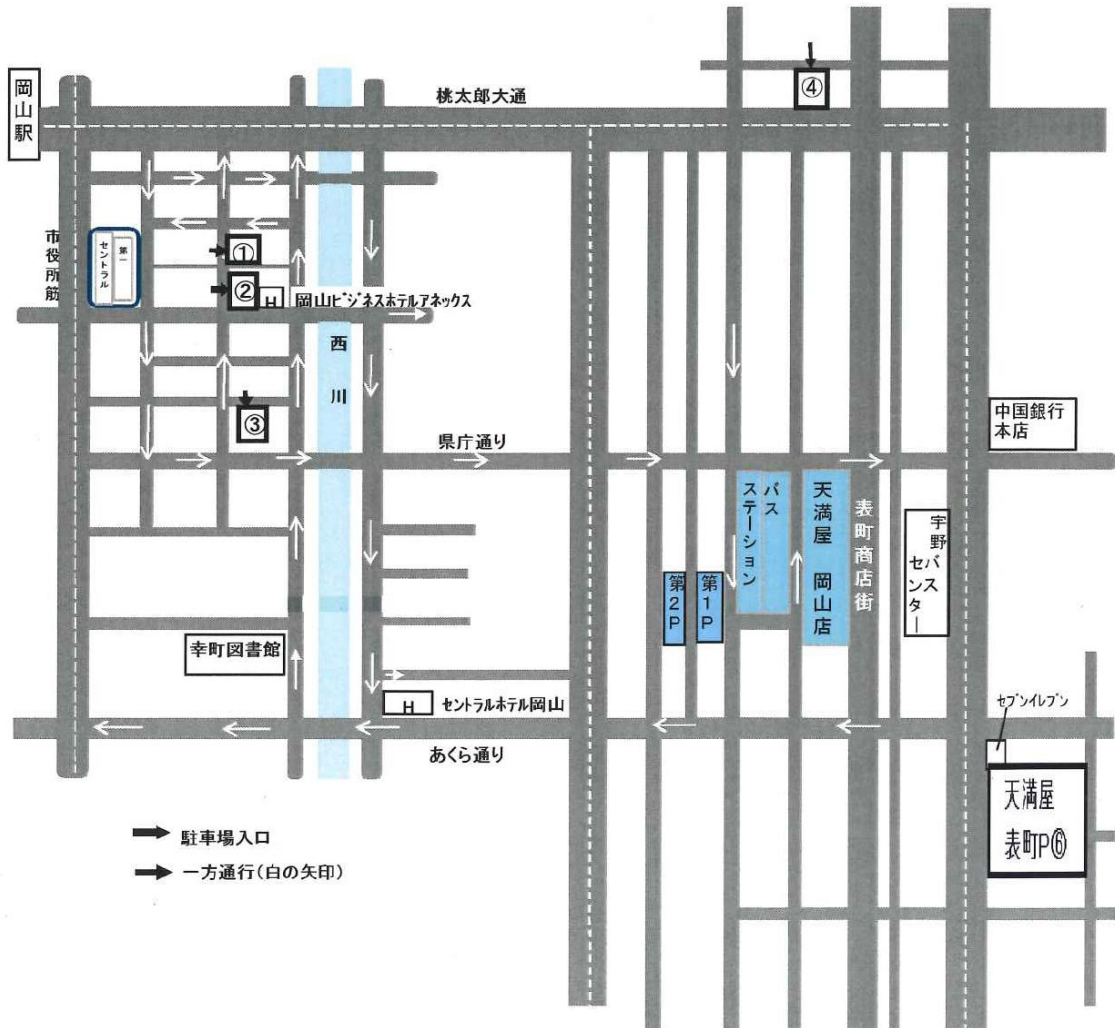 岡山駅
桃太郎大通
④
市役所筋
第一
セントラル
①
②
H
岡山ビジネスホテルアネックス
西川
③
県庁通り
中国銀行
本店
バス
ステーション
天満屋 岡山店
表町商店街
宇野バス
センター
第2P
第1P
幸町図書館
H
セントラルホテル岡山
あくら通り
セブンイレブン
天満屋
表町P⑥
駐車場入口
一方通行(白の矢印)